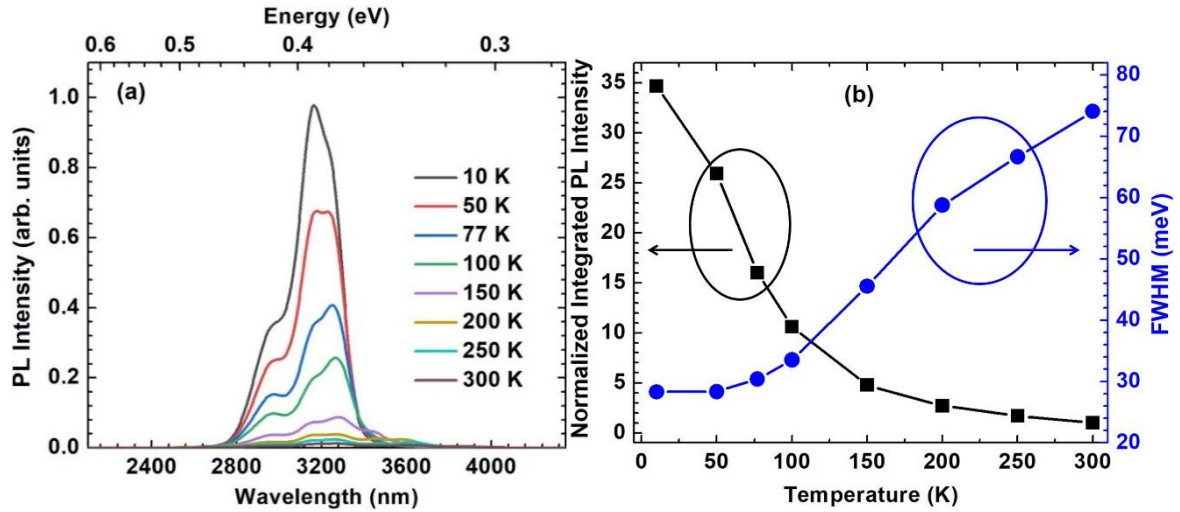 Energy (eV)
0.6 0.5 0.4 0.3
(a)
1.0
0.8
0.6
0.4
0.2
0.0
PL Intensity (arb. units)
10 K
50 K
77 K
100 K
150 K
200 K
250 K
300 K
2400 2800 3200 3600 4000
Wavelength (nm)
(b)
Normalized Integrated PL Intensity
35
30
25
20
15
10
5
0
80
70
60
50
40
30
20
FWHM (meV)
0 50 100 150 200 250 300
Temperature (K)